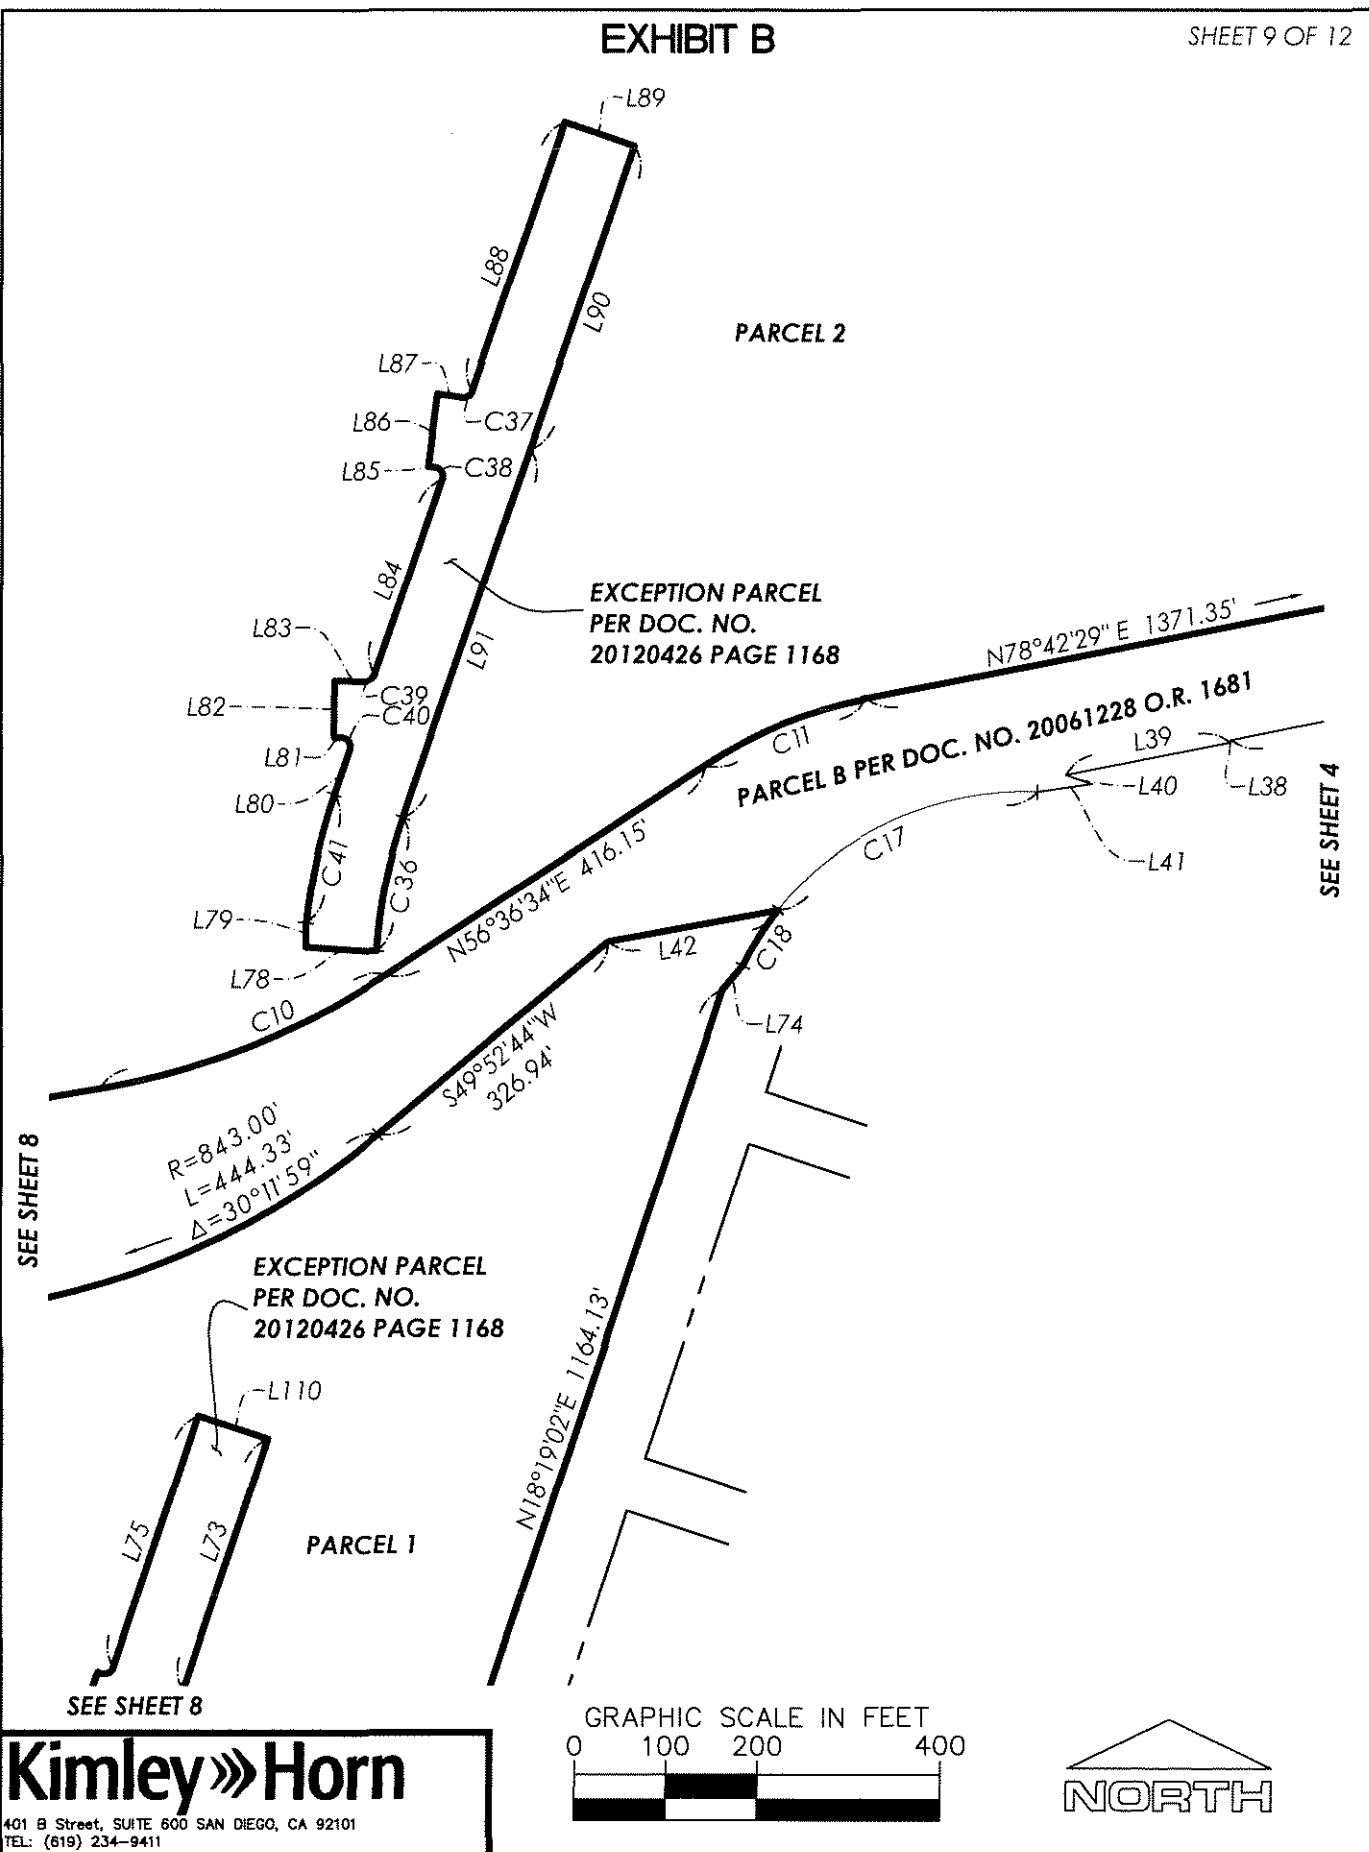 EXHIBIT B
SHEET 9 OF 12
L89
L88
L90
PARCEL 2
L87
C37
L86
L85
C38
L84
EXCEPTION PARCEL
PER DOC. NO.
20120426 PAGE 1168
L83
L91
C39
L82
C40
L81
L80
C41
C36
L79
L78
N78°42'29" E 1371.35'
C11
PARCEL B PER DOC. NO. 20061228 O.R. 1681
L39
L40
L38
L41
C17
SEE SHEET 4
N56°36'34"E 416.15'
L42
C18
L74
C10
S49°52'44"W
326.94'
R=843.00'
L=444.33'
Δ=30°11'59"
SEE SHEET 8
EXCEPTION PARCEL
PER DOC. NO.
20120426 PAGE 1168
L110
L75
L73
PARCEL 1
N18°19'02"E 1164.13'
SEE SHEET 8
GRAPHIC SCALE IN FEET
0 100 200 400
NORTH
Kimley»)Horn
401 B Street, SUITE 600 SAN DIEGO, CA 92101
TEL: (619) 234-9411